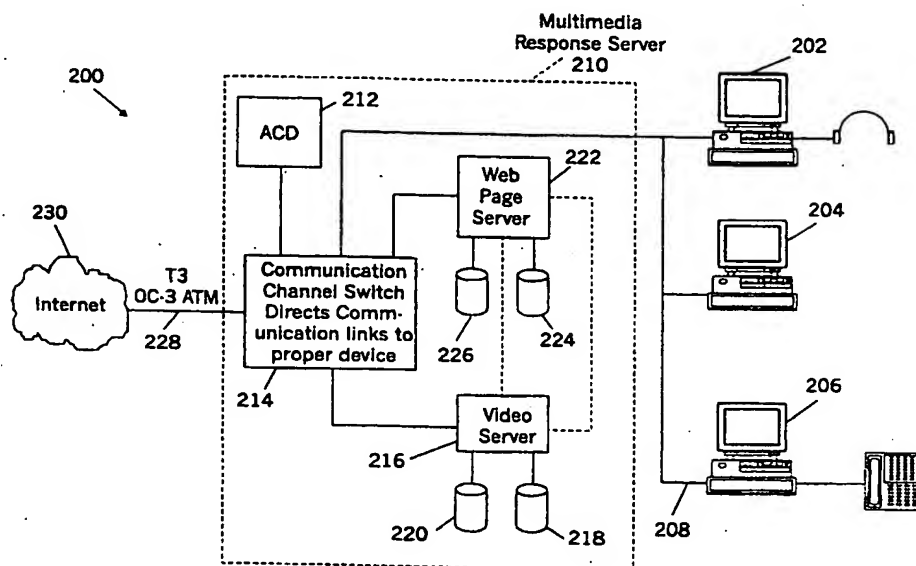 Multimedia
Response Server
210
200
212
ACD
202
222
Web
Page
Server
230
Internet
T3
OC-3 ATM
228
Communication
Channel Switch
Directs Comm-
unication links to
proper device
214
226
224
204
Video
Server
216
206
220
218
208